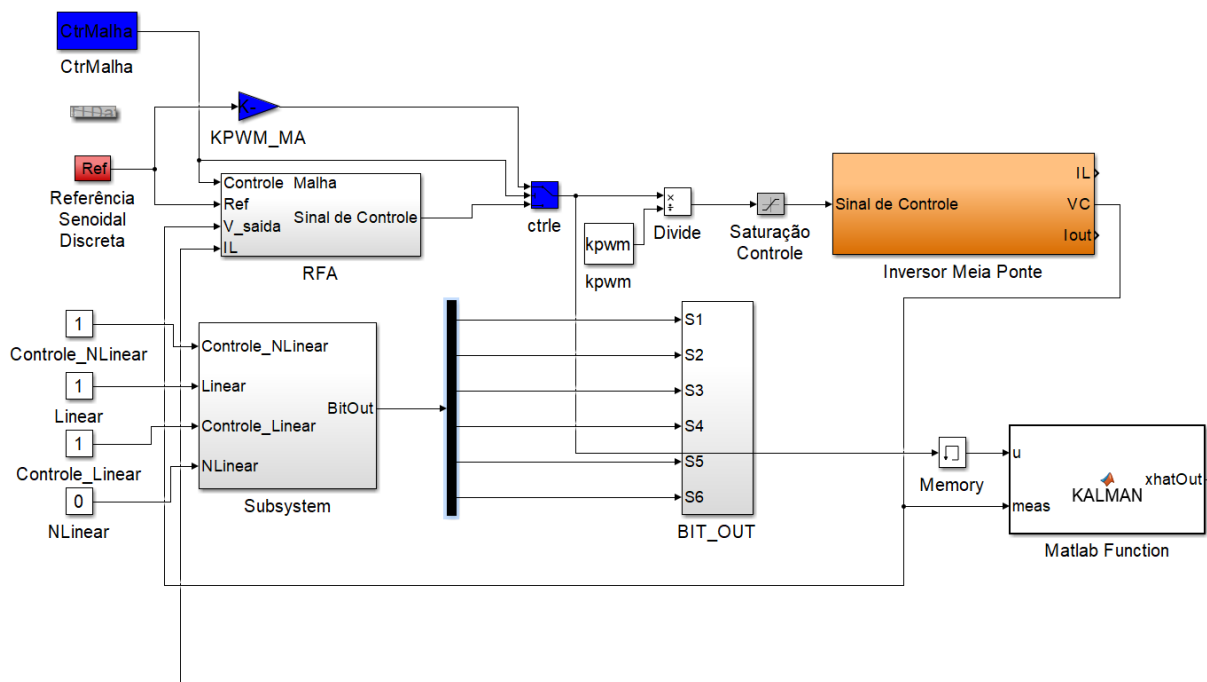 CtrMalha
CtrMalha
K-
KPWM_MA
Ref
Referência
Senoidal
Discreta
Controle Malha
Ref
V_saida
IL
Sinal de Controle
RFA
ctrle
kpwm
kpwm
×
÷
Divide
Saturação
Controle
Sinal de Controle
IL
VC
Iout
Inversor Meia Ponte
1
Controle_NLinear
1
Linear
1
Controle_Linear
0
NLinear
Controle_NLinear
Linear
Controle_Linear
NLinear
BitOut
Subsystem
S1
S2
S3
S4
S5
S6
BIT_OUT
Memory
u
meas
KALMAN
xhatOut
Matlab Function